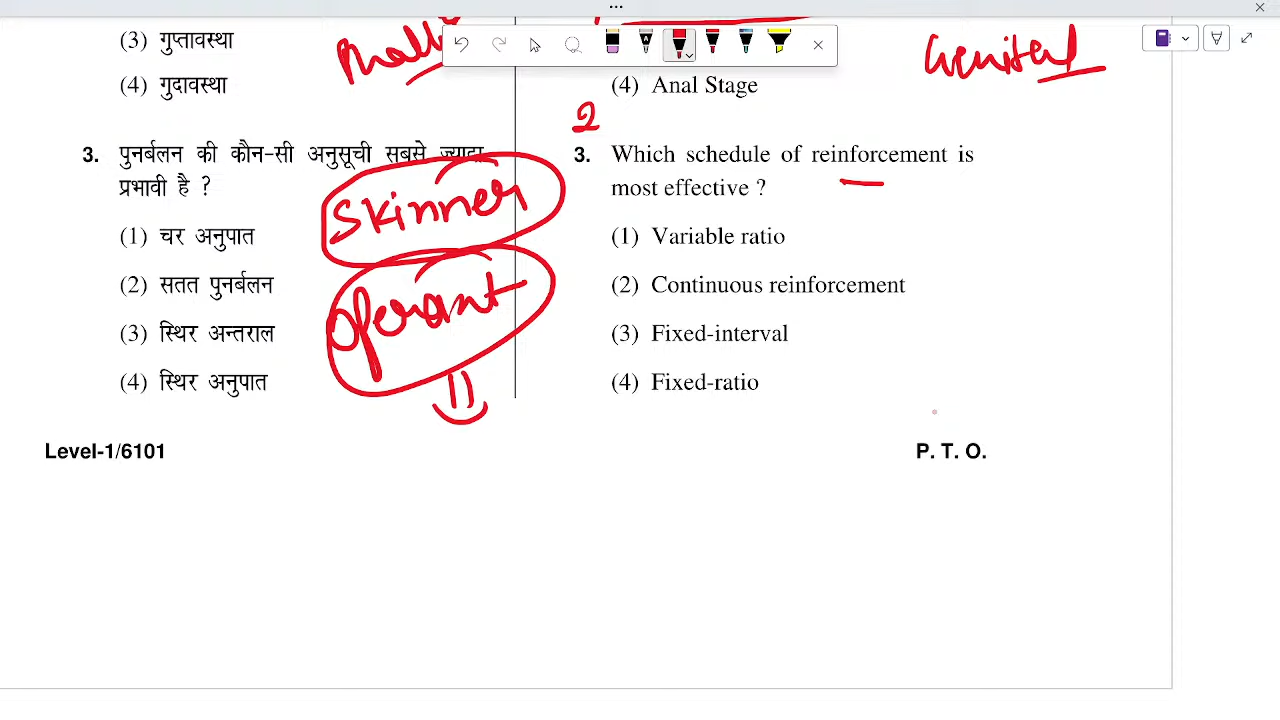 (3) गुप्तावस्था
(4) गुदावस्था
Genital
(4) Anal Stage
2
3. पुनर्बलन की कौन-सी अनुसूची सबसे ज्यादा
प्रभावी है ?
Skinner
(1) चर अनुपात
(2) सतत पुनर्बलन
operant
(3) स्थिर अन्तराल
(4) स्थिर अनुपात
3. Which schedule of reinforcement is
most effective ?
(1) Variable ratio
(2) Continuous reinforcement
(3) Fixed-interval
(4) Fixed-ratio
Level-1/6101
P. T. O.